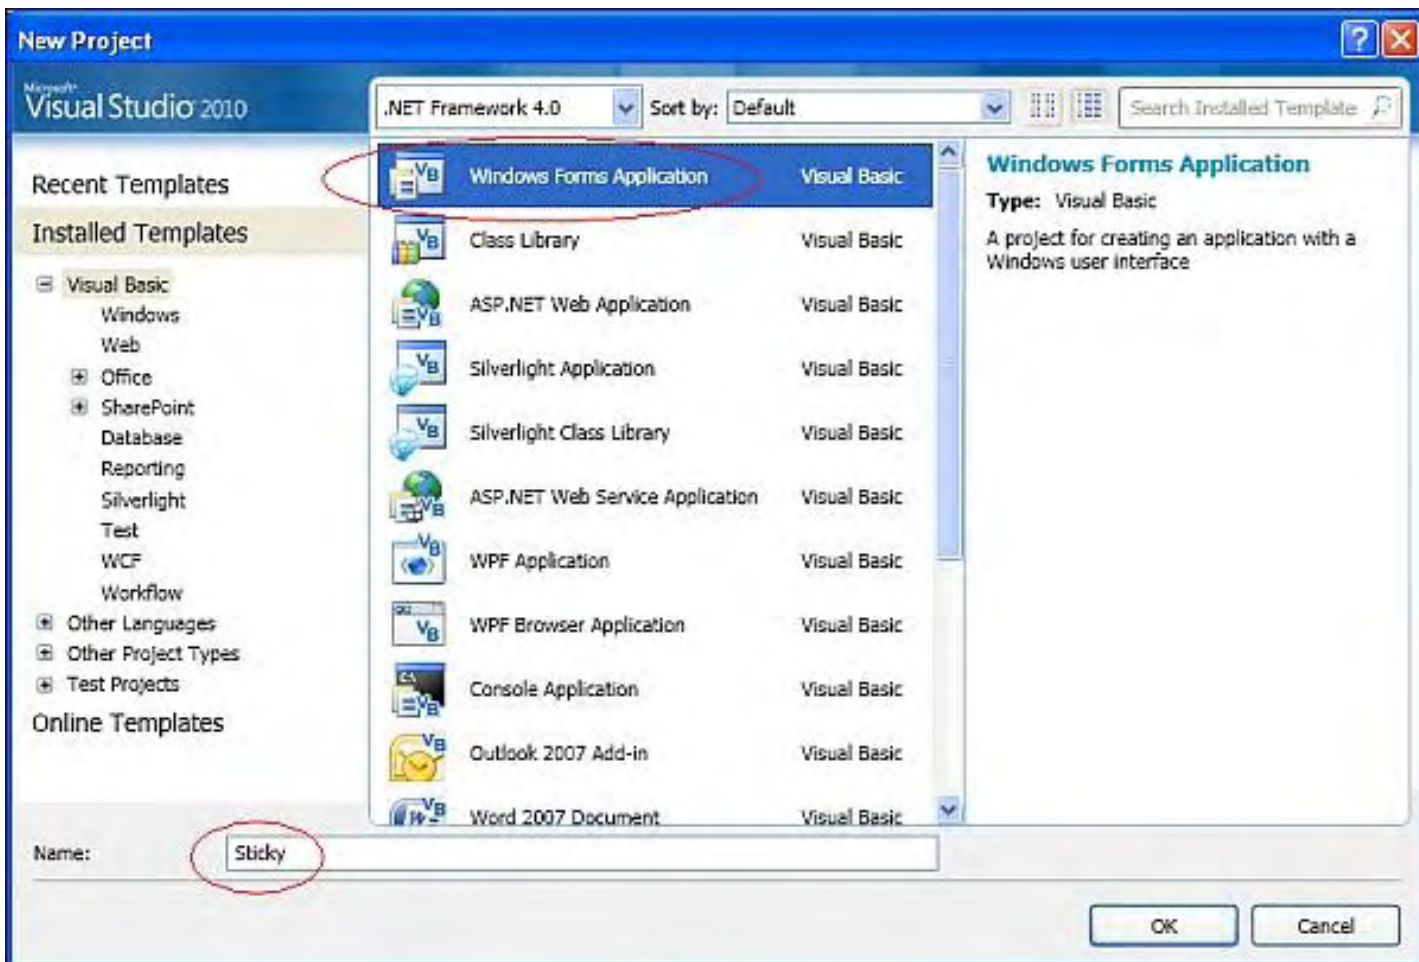 New Project
Microsoft
Visual Studio 2010
.NET Framework 4.0
Sort by: Default
Search Installed Template
Recent Templates
Installed Templates
Visual Basic
Windows
Web
Office
SharePoint
Database
Reporting
Silverlight
Test
WCF
Workflow
Other Languages
Other Project Types
Test Projects
Online Templates
Windows Forms Application Visual Basic
Class Library Visual Basic
ASP.NET Web Application Visual Basic
Silverlight Application Visual Basic
Silverlight Class Library Visual Basic
ASP.NET Web Service Application Visual Basic
WPF Application Visual Basic
WPF Browser Application Visual Basic
Console Application Visual Basic
Outlook 2007 Add-in Visual Basic
Word 2007 Document Visual Basic
Windows Forms Application
Type: Visual Basic
A project for creating an application with a
Windows user interface
Name: Sticky
OK Cancel